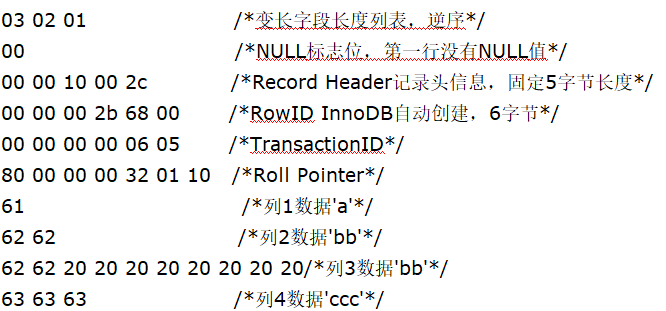 03 02 01 /*变长字段长度列表，逆序*/
00 /*NULL标志位，第一行没有NULL值*/
00 00 10 00 2c /*Record Header记录头信息，固定5字节长度*/
00 00 00 2b 68 00 /*RowID InnoDB自动创建，6字节*/
00 00 00 00 06 05 /*TransactionID*/
80 00 00 00 32 01 10 /*Roll Pointer*/
61 /*列1数据'a'*/
62 62 /*列2数据'bb'*/
62 62 20 20 20 20 20 20 20 20/*列3数据'bb'*/
63 63 63 /*列4数据'ccc'*/